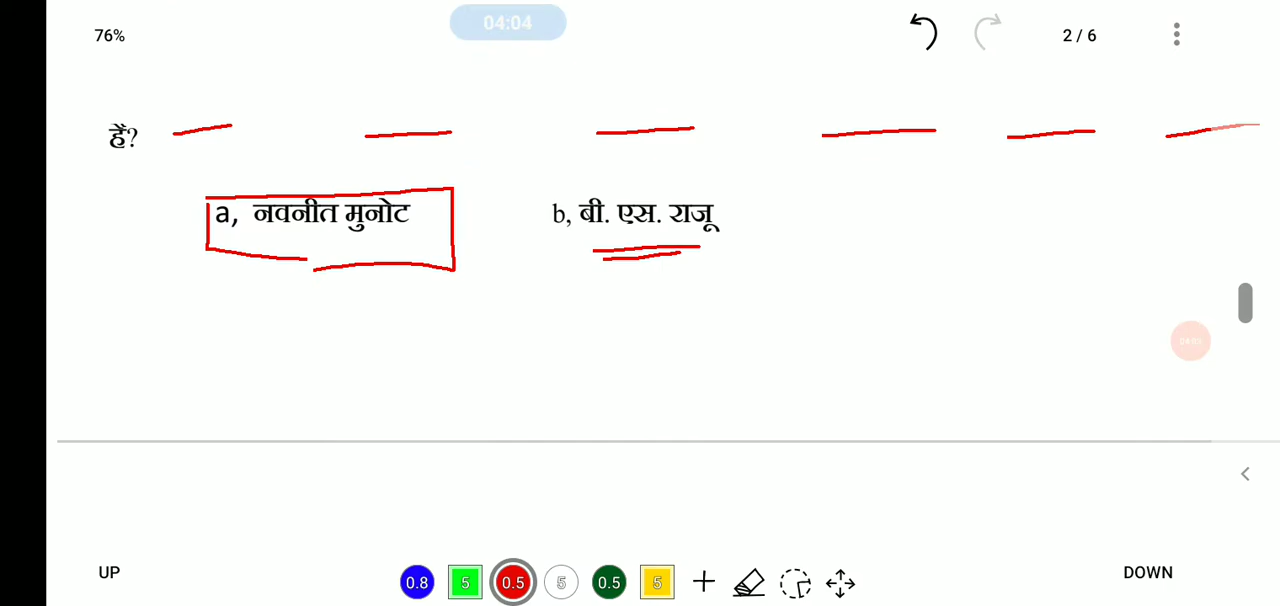 04:04
76%
2 / 6
हैं?
a, नवनीत मुनोट
b, बी. एस. राजू
UP
0.8
5
0.5
5
0.5
5
DOWN